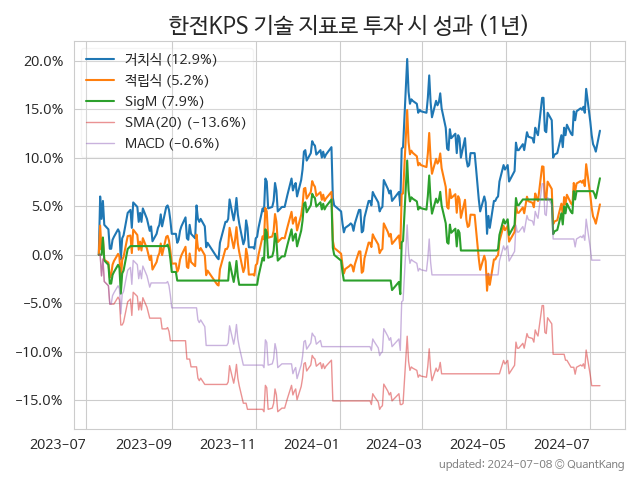 한전KPS 기술 지표로 투자 시 성과 (1년)
거치식 (12.9%)
적립식 (5.2%)
SigM (7.9%)
SMA(20) (−13.6%)
MACD (−0.6%)
20.0%
15.0%
10.0%
5.0%
0.0%
−5.0%
−10.0%
−15.0%
2023-07 2023-09 2023-11 2024-01 2024-03 2024-05 2024-07
updated: 2024-07-08 ⓒ QuantKang